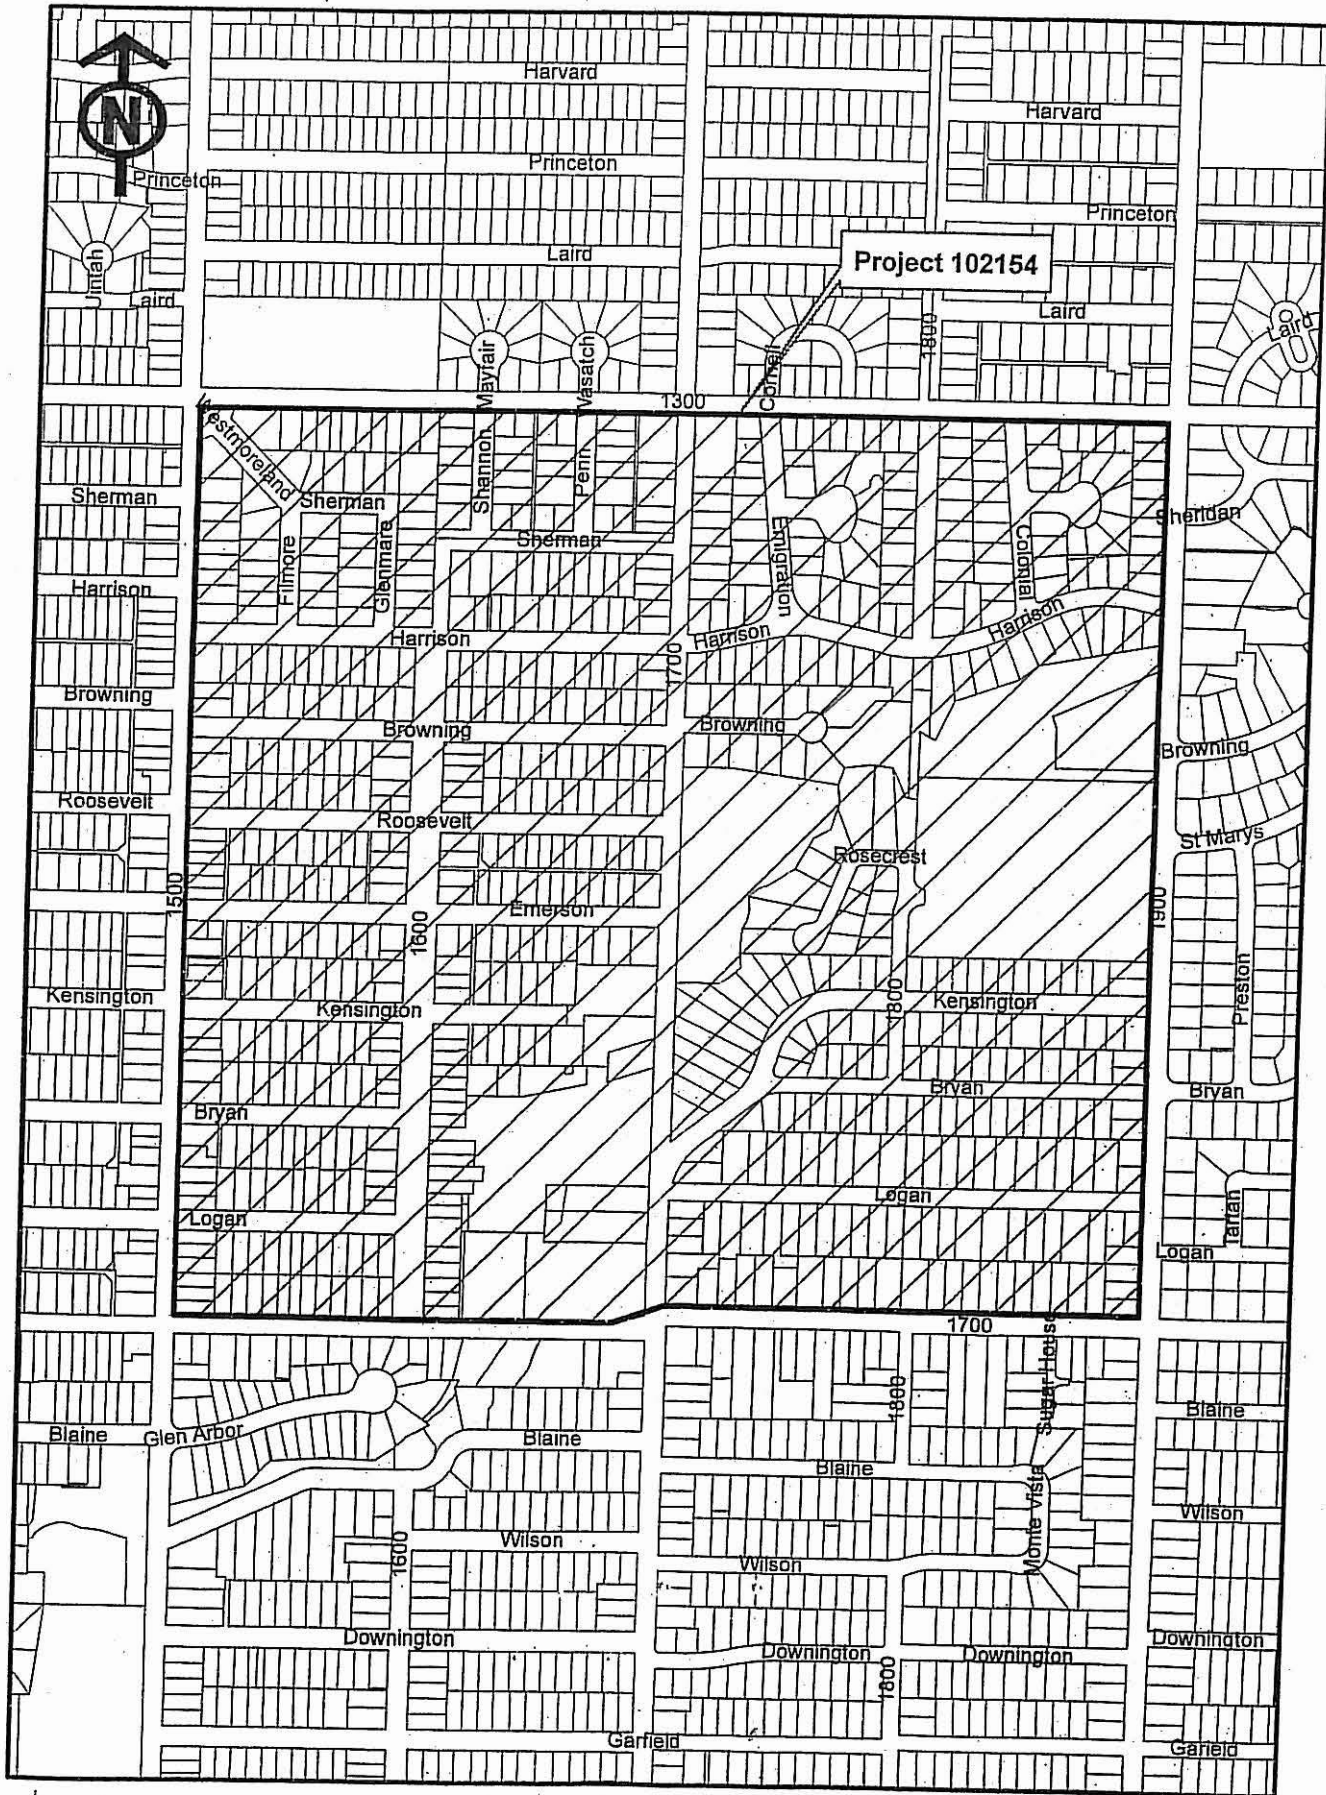 Harvard
Harvard
N
Princeton
Princeton
Princeton
Laird
Project 102154
Uintah
Laird
Laird
Mayfair
Wasatch
Cornell
1800
1300
Westmoreland
Sherman
Sherman
Shannon
Penn
Sherman
Filmore
Glenmare
Emigration
Colonial
Sheridan
Harrison
Harrison
Harrison
Harrison
1700
Browning
Browning
Browning
Browning
Roosevelt
Roosevelt
St Marys
Rosecrest
1500
Emerson
1600
1900
Kensington
Kensington
1800
Kensington
Preston
Bryan
Bryan
Bryan
Logan
Logan
Tartan
Logan
1700
Sugar House
1800
Blaine
Glen Arbor
Blaine
Blaine
Blaine
Monte Vista
Wilson
Wilson
Wilson
1600
Downington
Downington
Downington
Downington
1800
Garfield
Garfield